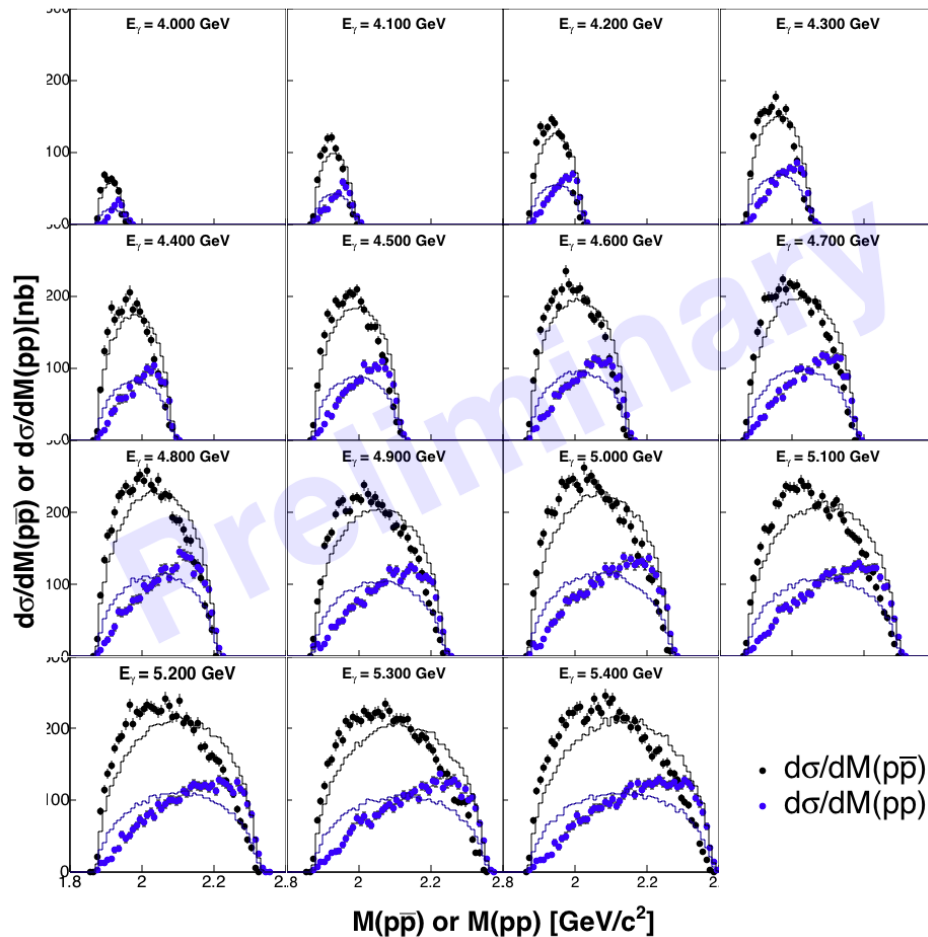 E_γ = 4.000 GeV
E_γ = 4.100 GeV
E_γ = 4.200 GeV
E_γ = 4.300 GeV
200
100
0
E_γ = 4.400 GeV
E_γ = 4.500 GeV
E_γ = 4.600 GeV
E_γ = 4.700 GeV
200
100
E_γ = 4.800 GeV
E_γ = 4.900 GeV
E_γ = 5.000 GeV
E_γ = 5.100 GeV
200
100
E_γ = 5.200 GeV
E_γ = 5.300 GeV
E_γ = 5.400 GeV
200
100
0
1.8 2 2.2 2 2.2 2 2.2
dσ/dM(pp̅) or dσ/dM(pp)[nb]
Preliminary
dσ/dM(pp̅)
dσ/dM(pp)
M(pp̅) or M(pp) [GeV/c²]